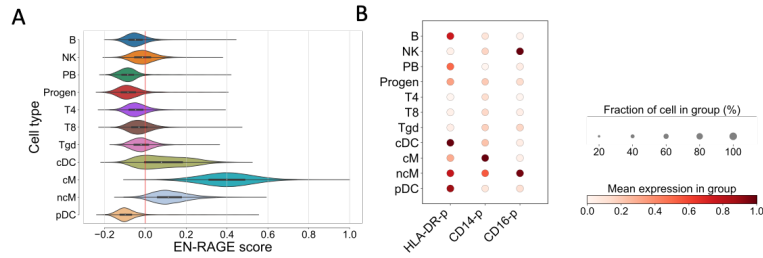 A
Cell type
B
NK
PB
Progen
T4
T8
Tgd
cDC
cM
ncM
pDC
−0.2 0.0 0.2 0.4 0.6 0.8 1.0
EN-RAGE score
B
B
NK
PB
Progen
T4
T8
Tgd
cDC
cM
ncM
pDC
HLA-DR-p
CD14-p
CD16-p
Fraction of cell in group (%)
20 40 60 80 100
Mean expression in group
0.0 0.2 0.4 0.6 0.8 1.0